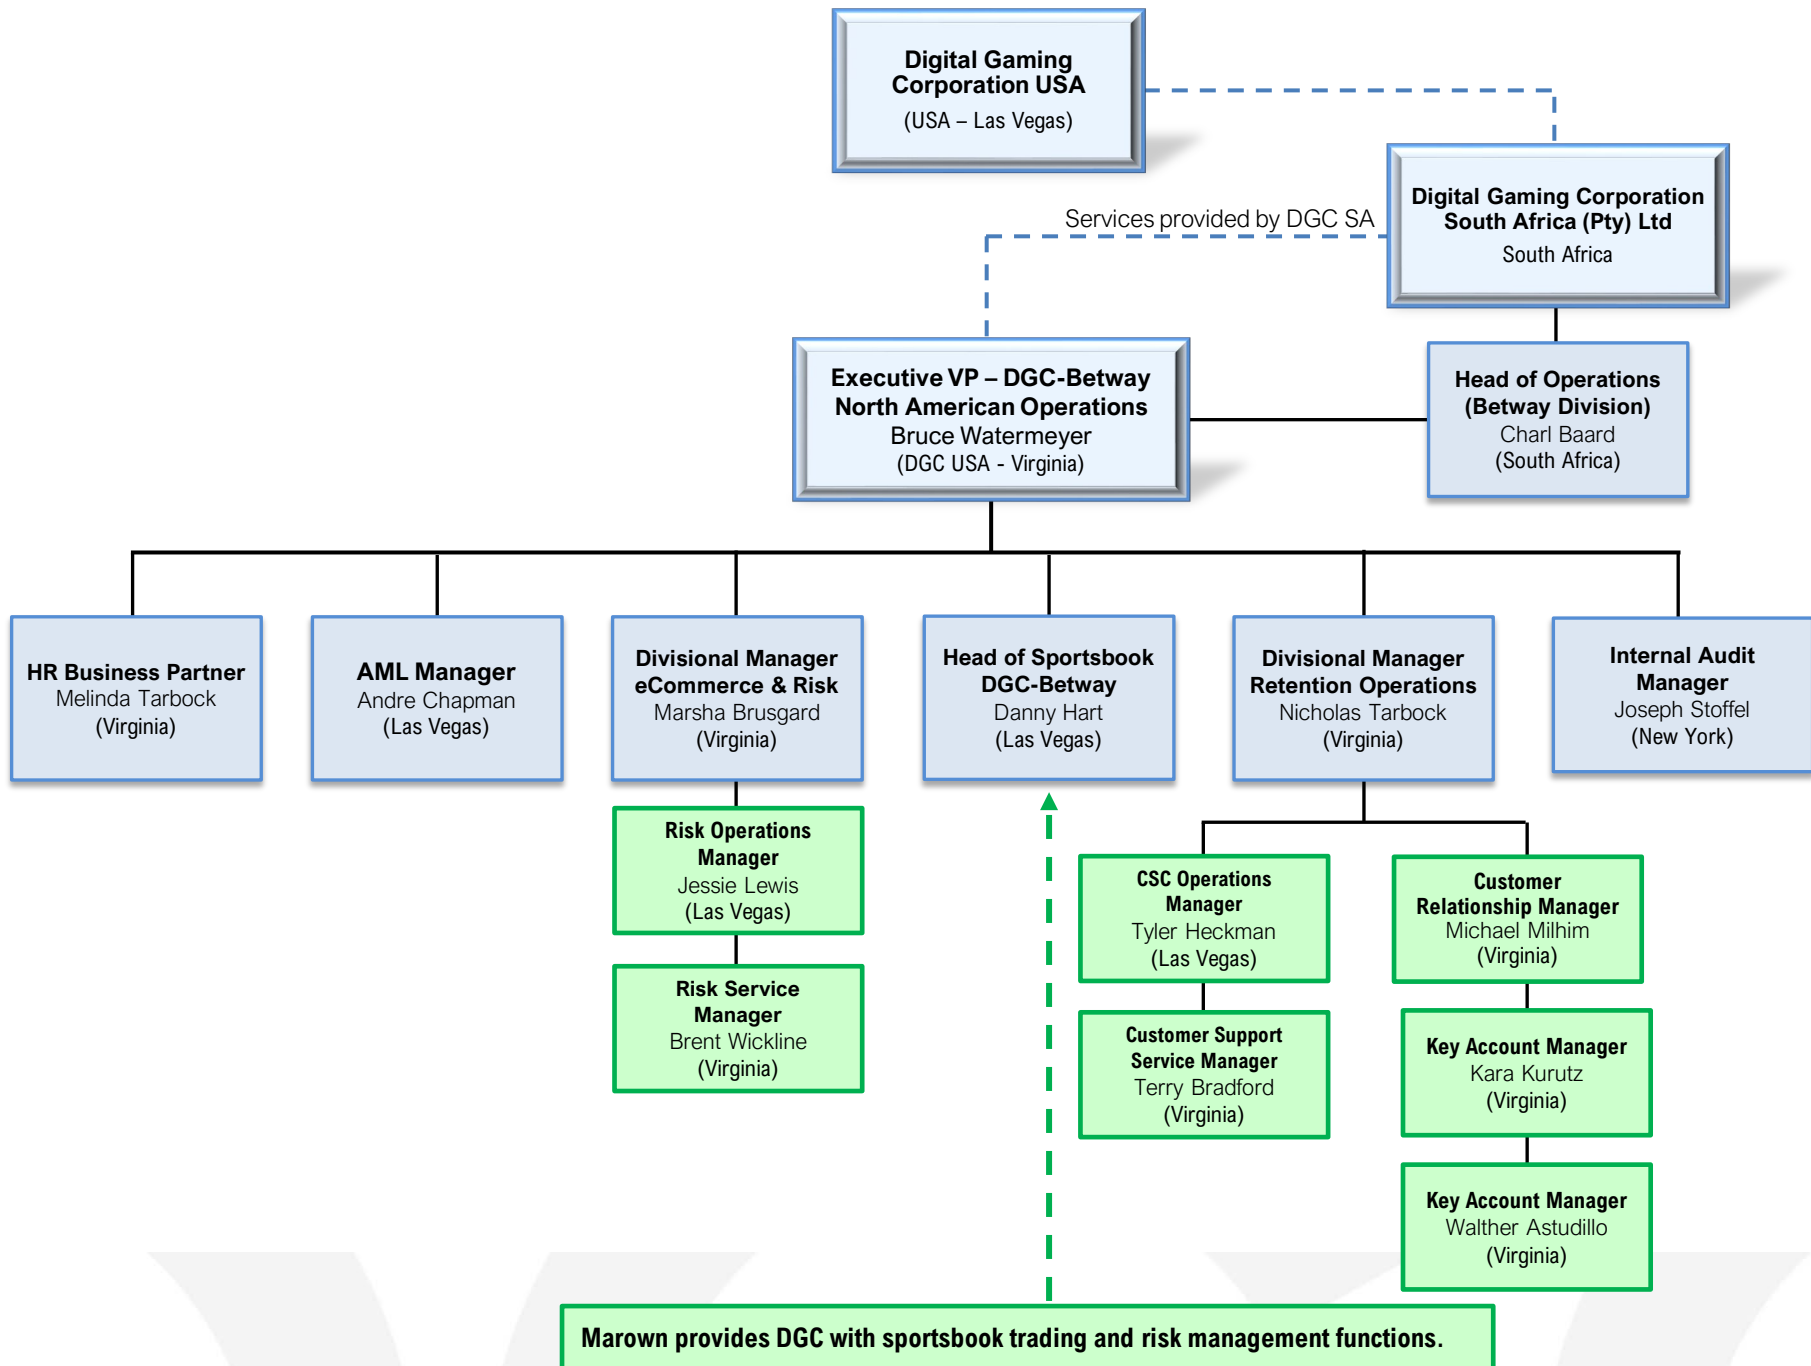 Digital Gaming
Corporation USA
(USA – Las Vegas)
Digital Gaming Corporation
South Africa (Pty) Ltd
South Africa
Services provided by DGC SA
Executive VP – DGC-Betway
North American Operations
Bruce Watermeyer
(DGC USA - Virginia)
Head of Operations
(Betway Division)
Charl Baard
(South Africa)
HR Business Partner
Melinda Tarbock
(Virginia)
AML Manager
Andre Chapman
(Las Vegas)
Divisional Manager
eCommerce & Risk
Marsha Brusgard
(Virginia)
Head of Sportsbook
DGC-Betway
Danny Hart
(Las Vegas)
Divisional Manager
Retention Operations
Nicholas Tarbock
(Virginia)
Internal Audit
Manager
Joseph Stoffel
(New York)
Risk Operations
Manager
Jessie Lewis
(Las Vegas)
Risk Service
Manager
Brent Wickline
(Virginia)
CSC Operations
Manager
Tyler Heckman
(Las Vegas)
Customer Support
Service Manager
Terry Bradford
(Virginia)
Customer
Relationship Manager
Michael Milhim
(Virginia)
Key Account Manager
Kara Kurutz
(Virginia)
Key Account Manager
Walther Astudillo
(Virginia)
Marown provides DGC with sportsbook trading and risk management functions.